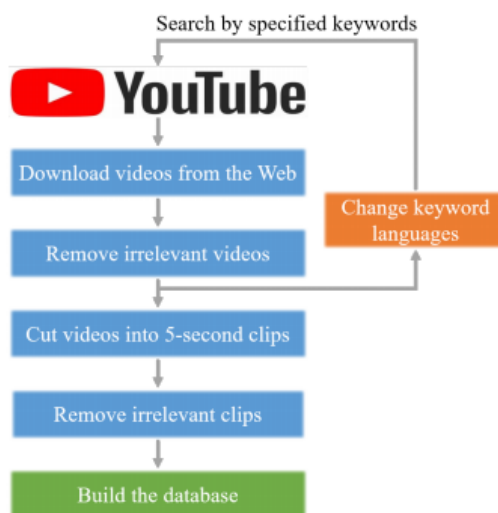 Search by specified keywords
YouTube
Download videos from the Web
Change keyword
languages
Remove irrelevant videos
Cut videos into 5-second clips
Remove irrelevant clips
Build the database